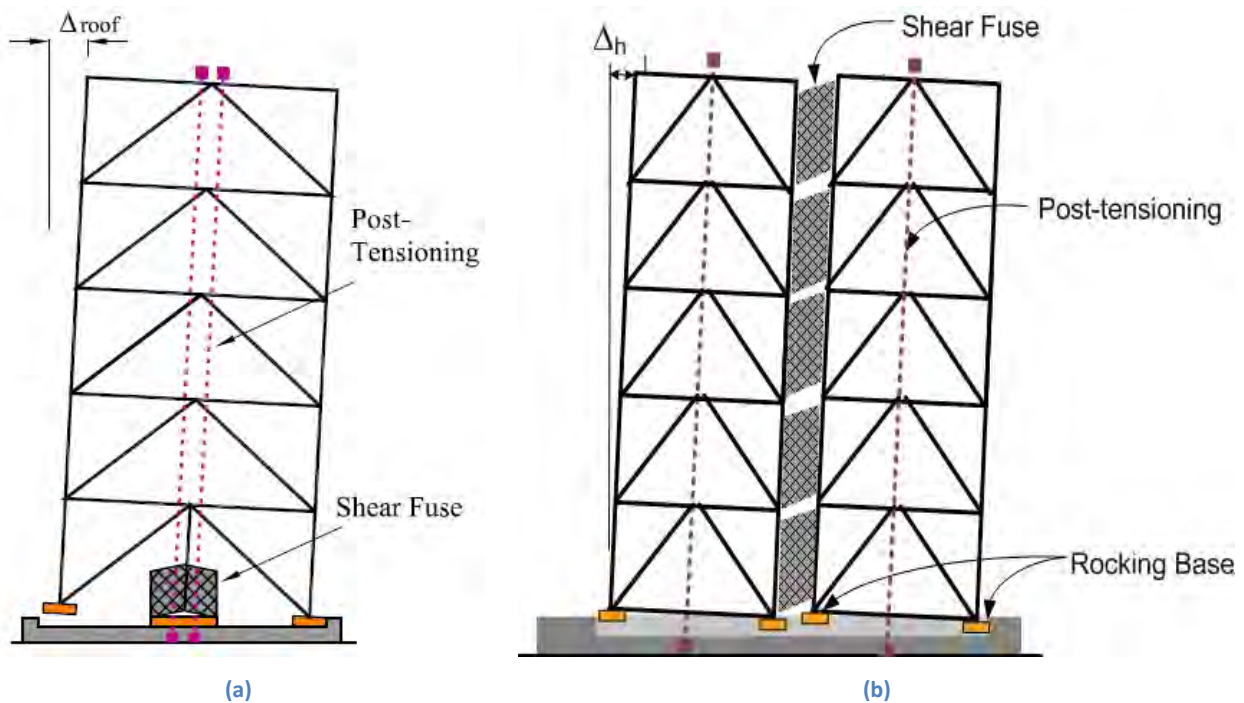 Δroof
Post-
Tensioning
Shear Fuse
(a)
Shear Fuse
Δh
Post-tensioning
Rocking Base
(b)